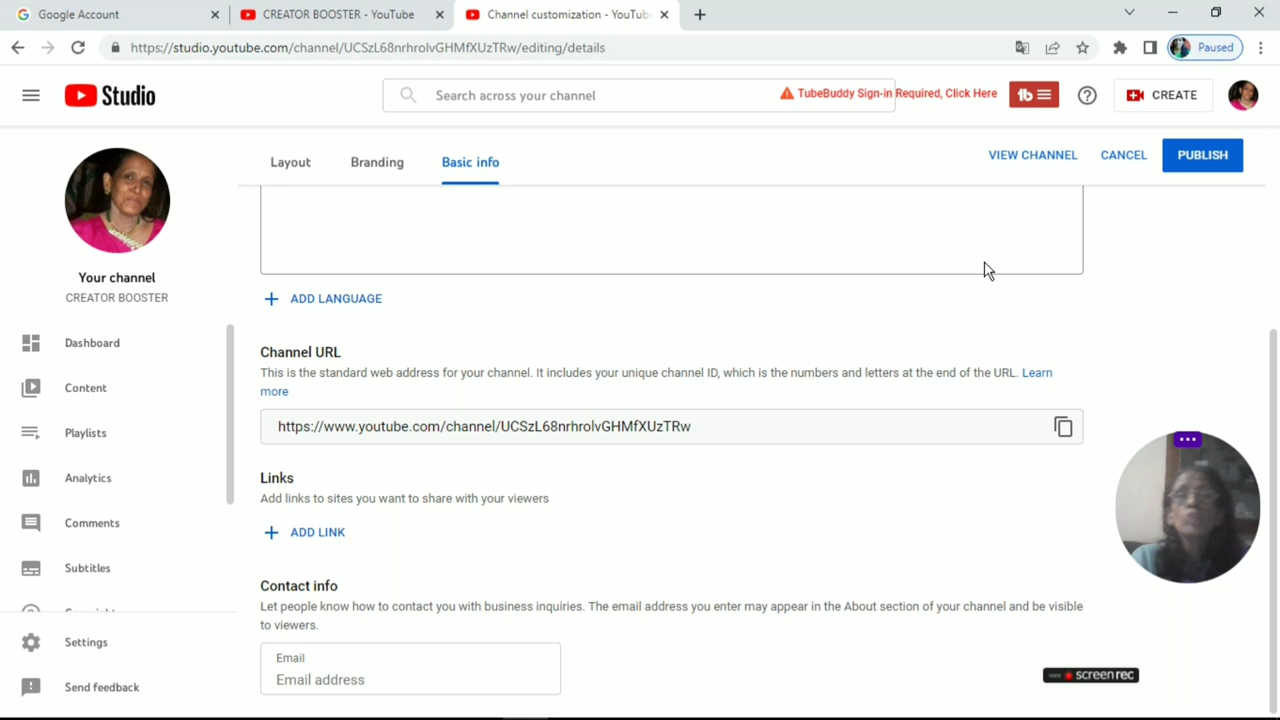 Google Account
CREATOR BOOSTER - YouTube
Channel customization - YouTub
https://studio.youtube.com/channel/UCSzL68nrhrolvGHMfXUzTRw/editing/details
Paused
Studio
Search across your channel
TubeBuddy Sign-in Required, Click Here
tb
CREATE
Layout
Branding
Basic info
VIEW CHANNEL
CANCEL
PUBLISH
Your channel
CREATOR BOOSTER
Dashboard
Content
Playlists
Analytics
Comments
Subtitles
Settings
Send feedback
ADD LANGUAGE
Channel URL
This is the standard web address for your channel. It includes your unique channel ID, which is the numbers and letters at the end of the URL. Learn
more
https://www.youtube.com/channel/UCSzL68nrhrolvGHMfXUzTRw
Links
Add links to sites you want to share with your viewers
ADD LINK
Contact info
Let people know how to contact you with business inquiries. The email address you enter may appear in the About section of your channel and be visible
to viewers.
Email
Email address
screenrec